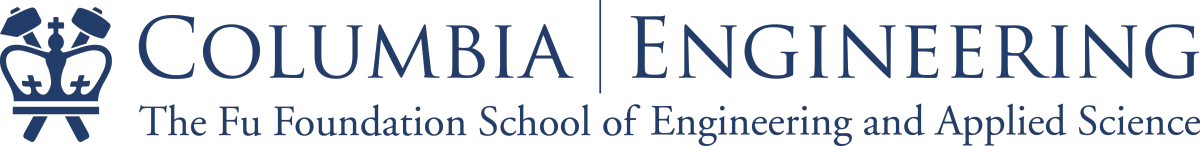 COLUMBIA | ENGINEERING
The Fu Foundation School of Engineering and Applied Science